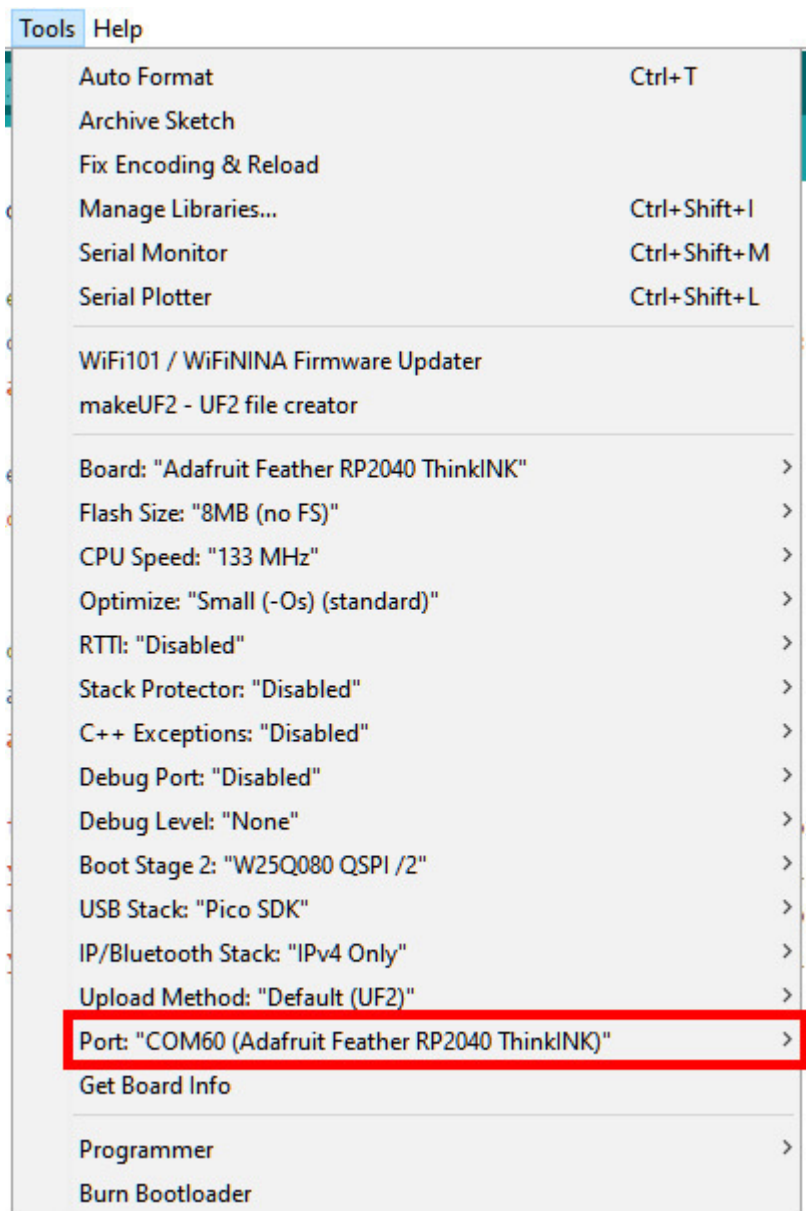 Tools Help
Auto Format Ctrl+T
Archive Sketch
Fix Encoding & Reload
Manage Libraries... Ctrl+Shift+I
Serial Monitor Ctrl+Shift+M
Serial Plotter Ctrl+Shift+L
WiFi101 / WiFiNINA Firmware Updater
makeUF2 - UF2 file creator
Board: "Adafruit Feather RP2040 ThinkINK"
Flash Size: "8MB (no FS)"
CPU Speed: "133 MHz"
Optimize: "Small (-Os) (standard)"
RTTI: "Disabled"
Stack Protector: "Disabled"
C++ Exceptions: "Disabled"
Debug Port: "Disabled"
Debug Level: "None"
Boot Stage 2: "W25Q080 QSPI /2"
USB Stack: "Pico SDK"
IP/Bluetooth Stack: "IPv4 Only"
Upload Method: "Default (UF2)"
Port: "COM60 (Adafruit Feather RP2040 ThinkINK)"
Get Board Info
Programmer
Burn Bootloader